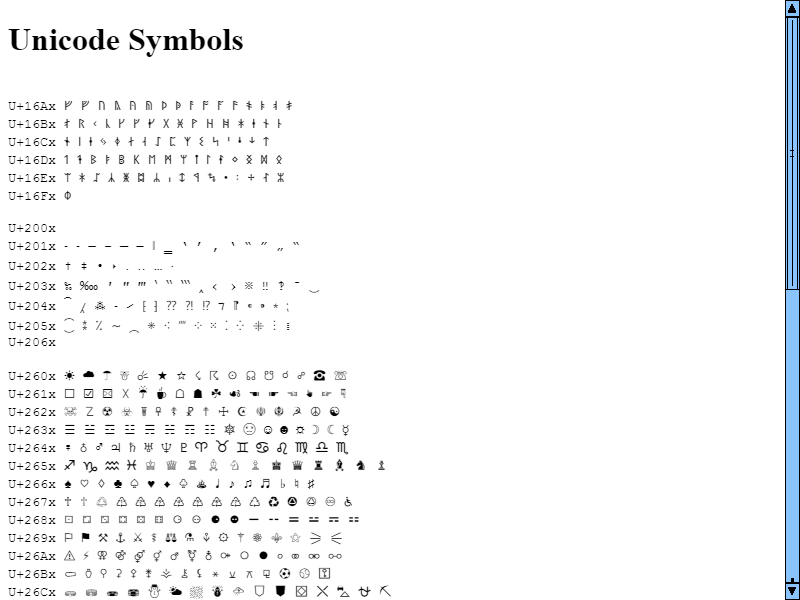 Unicode Symbols
U+16Ax ᚠ ᚡ ᚢ ᚣ ᚤ ᚥ ᚦ ᚧ ᚨ ᚩ ᚪ ᚫ ᚬ ᚭ ᚮ ᚯ
U+16Bx ᚰ ᚱ ᚲ ᚳ ᚴ ᚵ ᚶ ᚷ ᚸ ᚹ ᚺ ᚻ ᚼ ᚽ ᚾ ᚿ
U+16Cx ᛀ ᛁ ᛂ ᛃ ᛄ ᛅ ᛆ ᛇ ᛈ ᛉ ᛊ ᛋ ᛌ ᛍ ᛎ ᛏ
U+16Dx ᛐ ᛑ ᛒ ᛓ ᛔ ᛕ ᛖ ᛗ ᛘ ᛙ ᛚ ᛛ ᛜ ᛝ ᛞ ᛟ
U+16Ex ᛠ ᛡ ᛢ ᛣ ᛤ ᛥ ᛦ ᛧ ᛨ ᛩ ᛪ ᛫ ᛬ ᛭ ᛮ ᛯ
U+16Fx ᛰ
U+200x
U+201x ‐ ‑ ‒ – — ― ‖ ‗ ‘ ’ ‚ ‛ “ ” „ ‟
U+202x † ‡ • ‣ ․ ‥ … ‧
U+203x ‰ ‱ ′ ″ ‴ ‵ ‶ ‷ ‸ ‹ › ※ ‼ ‽ ‾ ‿
U+204x ⁀ ⁁ ⁂ ⁃ ⁄ ⁅ ⁆ ⁇ ⁈ ⁉ ⁊ ⁋ ⁌ ⁍ ⁎ ⁏
U+205x ⁐ ⁑ ⁒ ⁓ ⁔ ⁕ ⁖ ⁗ ⁘ ⁙ ⁚ ⁛ ⁜ ⁝ ⁞
U+206x
U+260x ☀ ☁ ☂ ☃ ☄ ★ ☆ ☇ ☈ ☉ ☊ ☋ ☌ ☍ ☎ ☏
U+261x ☐ ☑ ☒ ☓ ☔ ☕ ☖ ☗ ☘ ☙ ☚ ☛ ☜ ☝ ☞ ☟
U+262x ☠ ☡ ☢ ☣ ☤ ☥ ☦ ☧ ☨ ☩ ☪ ☫ ☬ ☭ ☮ ☯
U+263x ☰ ☱ ☲ ☳ ☴ ☵ ☶ ☷ ☸ ☹ ☺ ☻ ☼ ☽ ☾ ☿
U+264x ♀ ♁ ♂ ♃ ♄ ♅ ♆ ♇ ♈ ♉ ♊ ♋ ♌ ♍ ♎ ♏
U+265x ♐ ♑ ♒ ♓ ♔ ♕ ♖ ♗ ♘ ♙ ♚ ♛ ♜ ♝ ♞ ♟
U+266x ♠ ♡ ♢ ♣ ♤ ♥ ♦ ♧ ♨ ♩ ♪ ♫ ♬ ♭ ♮ ♯
U+267x ♰ ♱ ♲ ♳ ♴ ♵ ♶ ♷ ♸ ♹ ♺ ♻ ♼ ♽ ♾ ♿
U+268x ⚀ ⚁ ⚂ ⚃ ⚄ ⚅ ⚆ ⚇ ⚈ ⚉ ⚊ ⚋ ⚌ ⚍ ⚎ ⚏
U+269x ⚐ ⚑ ⚒ ⚓ ⚔ ⚕ ⚖ ⚗ ⚘ ⚙ ⚚ ⚛ ⚜ ⚝ ⚞ ⚟
U+26Ax ⚠ ⚡ ⚢ ⚣ ⚤ ⚥ ⚦ ⚧ ⚨ ⚩ ⚪ ⚫ ⚬ ⚭ ⚮ ⚯
U+26Bx ⚰ ⚱ ⚲ ⚳ ⚴ ⚵ ⚶ ⚷ ⚸ ⚹ ⚺ ⚻ ⚼ ⚽ ⚾ ⚿
U+26Cx ⛀ ⛁ ⛂ ⛃ ⛄ ⛅ ⛆ ⛇ ⛈ ⛉ ⛊ ⛋ ⛌ ⛍ ⛎ ⛏